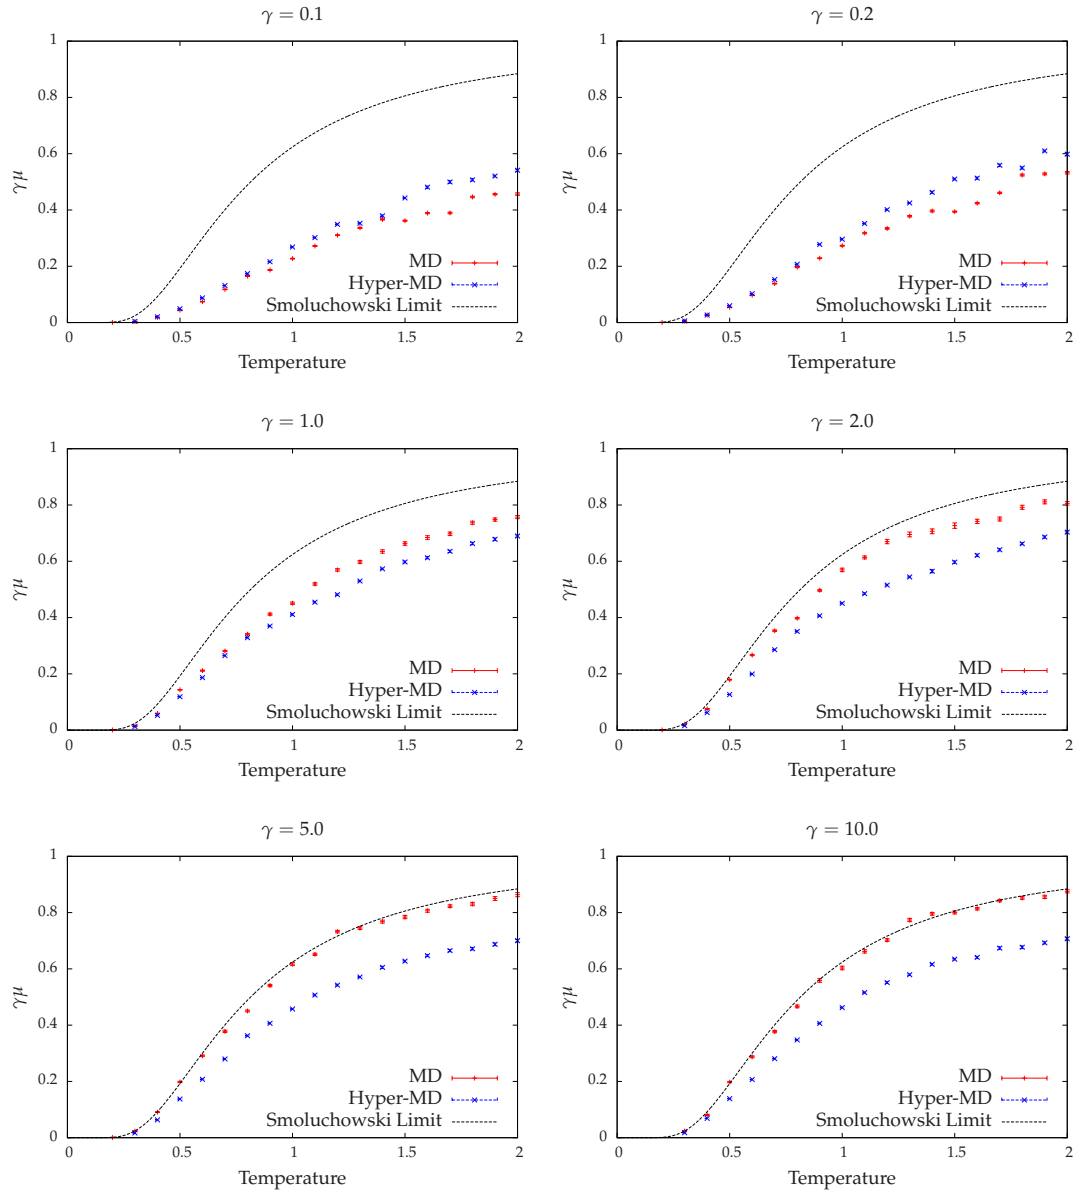 γ = 0.1
γμ
1
0.8
0.6
0.4
0.2
0
MD
Hyper-MD
Smoluchowski Limit
0 0.5 1 1.5 2
Temperature
γ = 0.2
γμ
1
0.8
0.6
0.4
0.2
0
MD
Hyper-MD
Smoluchowski Limit
0 0.5 1 1.5 2
Temperature
γ = 1.0
γμ
1
0.8
0.6
0.4
0.2
0
MD
Hyper-MD
Smoluchowski Limit
0 0.5 1 1.5 2
Temperature
γ = 2.0
γμ
1
0.8
0.6
0.4
0.2
0
MD
Hyper-MD
Smoluchowski Limit
0 0.5 1 1.5 2
Temperature
γ = 5.0
γμ
1
0.8
0.6
0.4
0.2
0
MD
Hyper-MD
Smoluchowski Limit
0 0.5 1 1.5 2
Temperature
γ = 10.0
γμ
1
0.8
0.6
0.4
0.2
0
MD
Hyper-MD
Smoluchowski Limit
0 0.5 1 1.5 2
Temperature